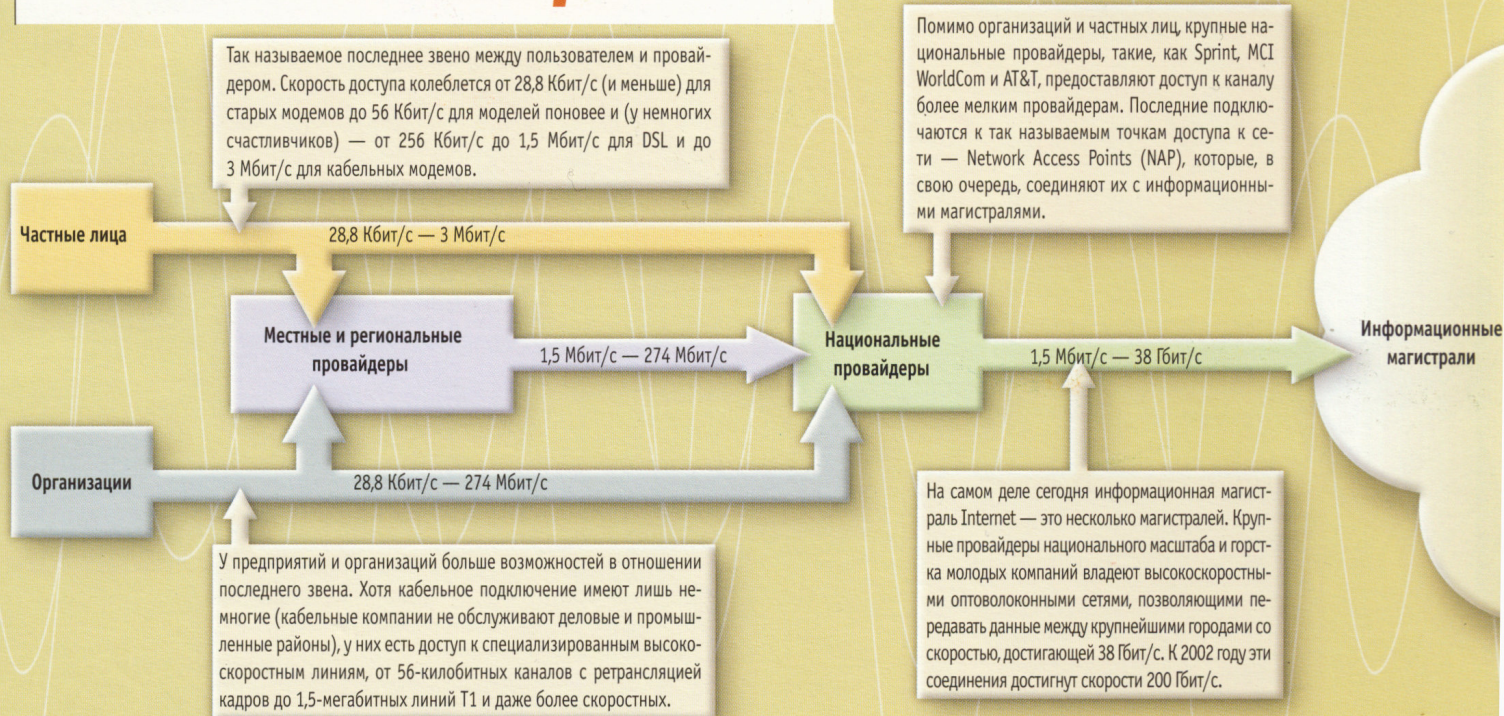 Так называемое последнее звено между пользователем и провай-
дером. Скорость доступа колеблется от 28,8 Кбит/с (и меньше) для
старых модемов до 56 Кбит/с для моделей поновее и (у немногих
счастливчиков) — от 256 Кбит/с до 1,5 Мбит/с для DSL и до
3 Мбит/с для кабельных модемов.
Помимо организаций и частных лиц, крупные на-
циональные провайдеры, такие, как Sprint, MCI
WorldCom и AT&T, предоставляют доступ к каналу
более мелким провайдерам. Последние подклю-
чаются к так называемым точкам доступа к се-
ти — Network Access Points (NAP), которые, в
свою очередь, соединяют их с информационны-
ми магистралями.
Частные лица
28,8 Кбит/с — 3 Мбит/с
Местные и региональные
провайдеры
1,5 Мбит/с — 274 Мбит/с
Национальные
провайдеры
1,5 Мбит/с — 38 Гбит/с
Информационные
магистрали
Организации
28,8 Кбит/с — 274 Мбит/с
У предприятий и организаций больше возможностей в отношении
последнего звена. Хотя кабельное подключение имеют лишь не-
многие (кабельные компании не обслуживают деловые и промыш-
ленные районы), у них есть доступ к специализированным высоко-
скоростным линиям, от 56-килобитных каналов с ретрансляцией
кадров до 1,5-мегабитных линий T1 и даже более скоростных.
На самом деле сегодня информационная магист-
раль Internet — это несколько магистралей. Круп-
ные провайдеры национального масштаба и горст-
ка молодых компаний владеют высокоскоростны-
ми оптоволоконными сетями, позволяющими пе-
редавать данные между крупнейшими городами со
скоростью, достигающей 38 Гбит/с. К 2002 году эти
соединения достигнут скорости 200 Гбит/с.